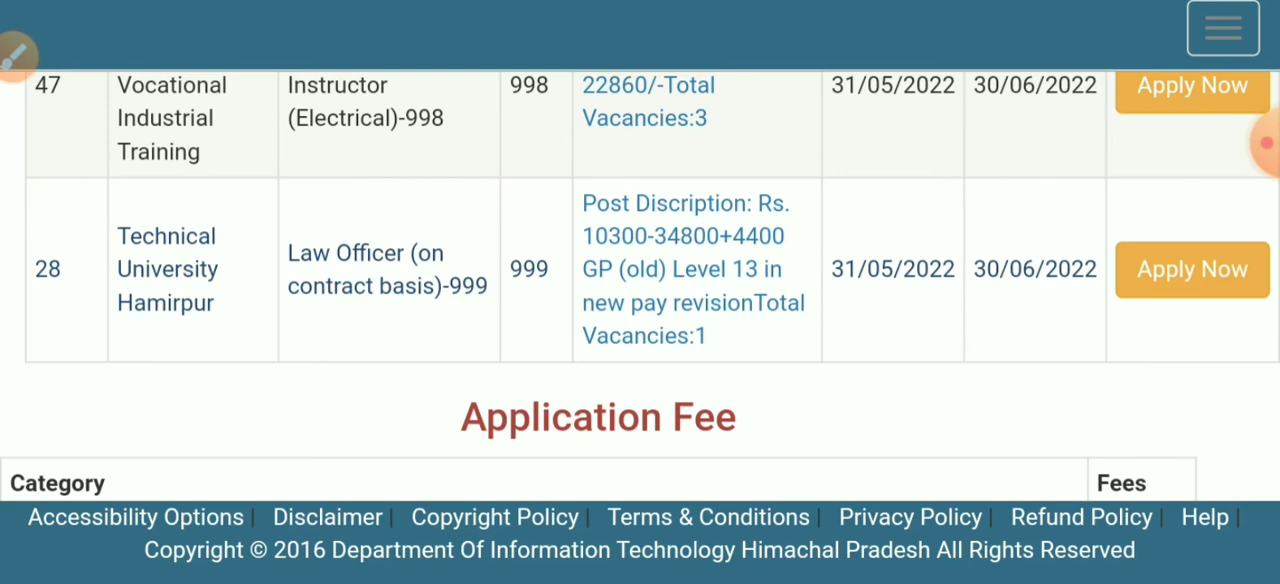 47 Vocational Instructor 998 22860/-Total 31/05/2022 30/06/2022 Apply Now
Industrial (Electrical)-998 Vacancies:3
Training
28 Technical University Hamirpur Law Officer (on contract basis)-999 999 Post Discription: Rs. 10300-34800+4400 GP (old) Level 13 in new pay revisionTotal Vacancies:1 31/05/2022 30/06/2022 Apply Now
Application Fee
Category Fees
Accessibility Options | Disclaimer | Copyright Policy | Terms & Conditions | Privacy Policy | Refund Policy | Help |
Copyright © 2016 Department Of Information Technology Himachal Pradesh All Rights Reserved